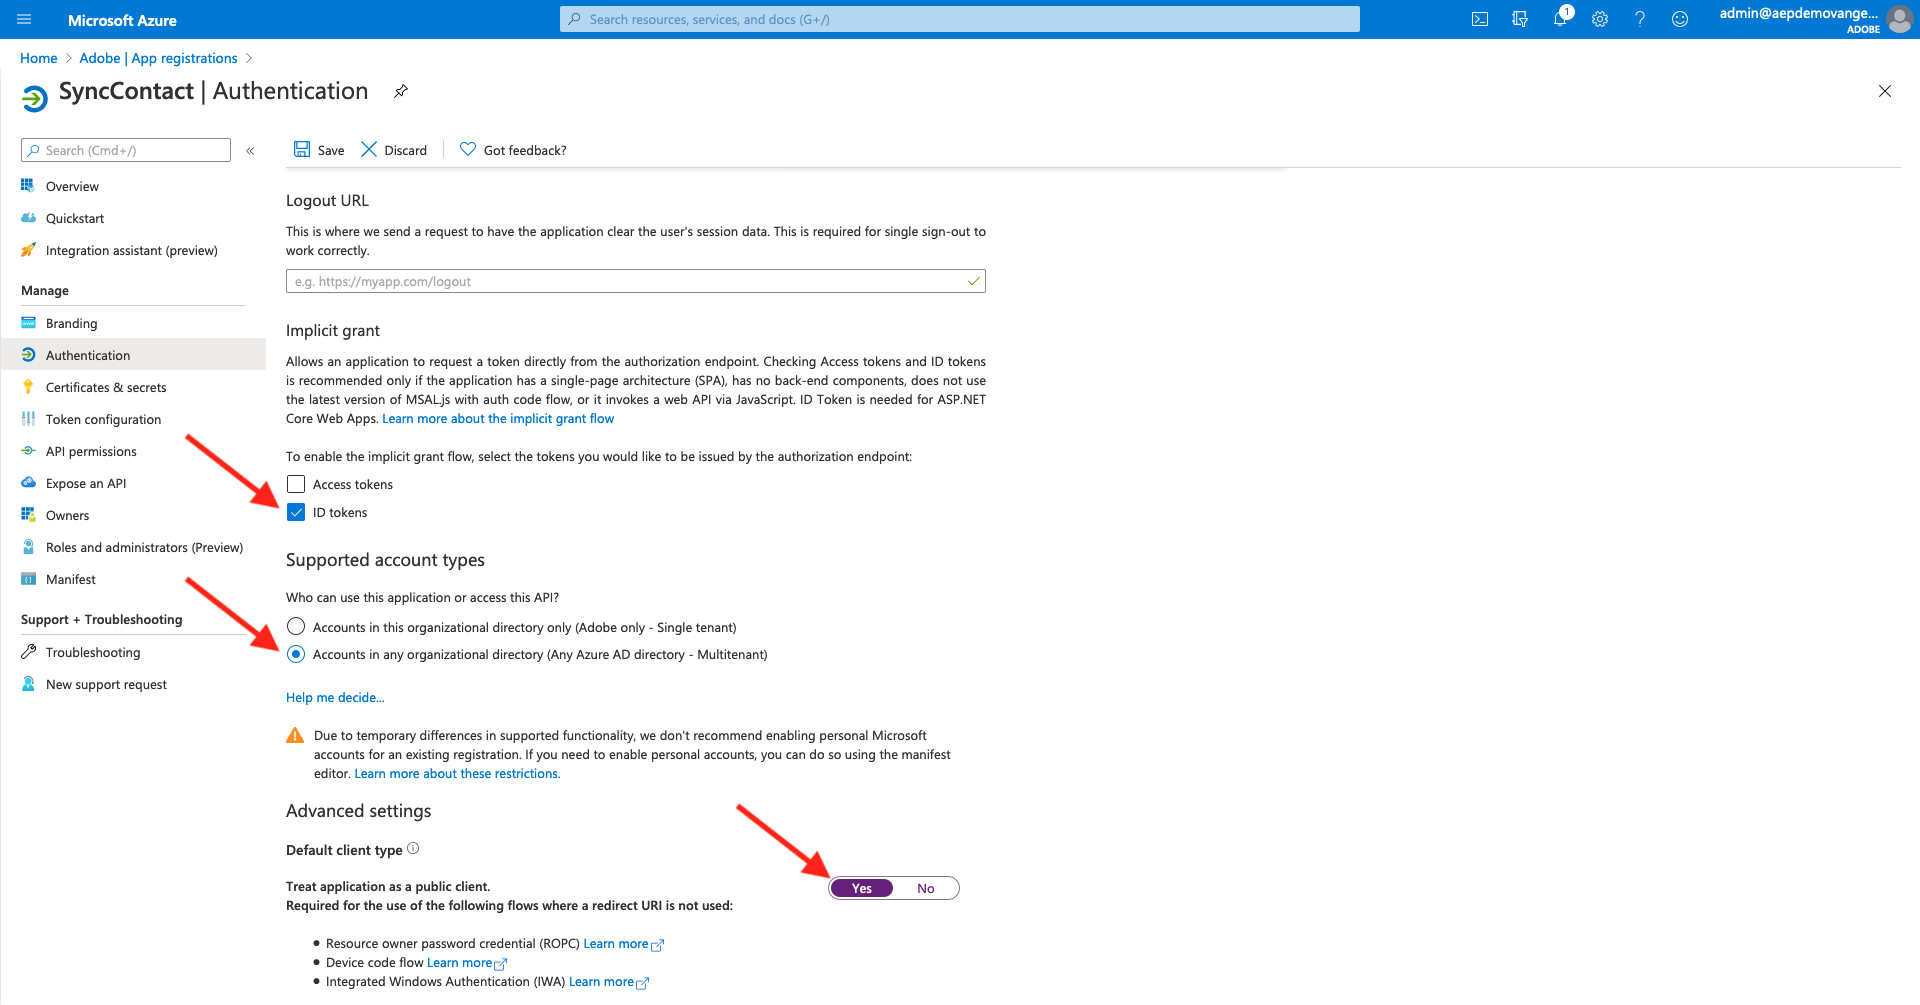 Microsoft Azure
Search resources, services, and docs (G+/)
1
admin@aepdemovange...
ADOBE
Home > Adobe | App registrations >
SyncContact | Authentication
Search (Cmd+/)
«
Save
Discard
Got feedback?
Overview
Quickstart
Integration assistant (preview)
Manage
Branding
Authentication
Certificates & secrets
Token configuration
API permissions
Expose an API
Owners
Roles and administrators (Preview)
Manifest
Support + Troubleshooting
Troubleshooting
New support request
Logout URL
This is where we send a request to have the application clear the user's session data. This is required for single sign-out to
work correctly.
e.g. https://myapp.com/logout
Implicit grant
Allows an application to request a token directly from the authorization endpoint. Checking Access tokens and ID tokens
is recommended only if the application has a single-page architecture (SPA), has no back-end components, does not use
the latest version of MSAL.js with auth code flow, or it invokes a web API via JavaScript. ID Token is needed for ASP.NET
Core Web Apps. Learn more about the implicit grant flow
To enable the implicit grant flow, select the tokens you would like to be issued by the authorization endpoint:
Access tokens
ID tokens
Supported account types
Who can use this application or access this API?
Accounts in this organizational directory only (Adobe only - Single tenant)
Accounts in any organizational directory (Any Azure AD directory - Multitenant)
Help me decide...
Due to temporary differences in supported functionality, we don't recommend enabling personal Microsoft
accounts for an existing registration. If you need to enable personal accounts, you can do so using the manifest
editor. Learn more about these restrictions.
Advanced settings
Default client type
Treat application as a public client.
Yes No
Required for the use of the following flows where a redirect URI is not used:
• Resource owner password credential (ROPC) Learn more
• Device code flow Learn more
• Integrated Windows Authentication (IWA) Learn more